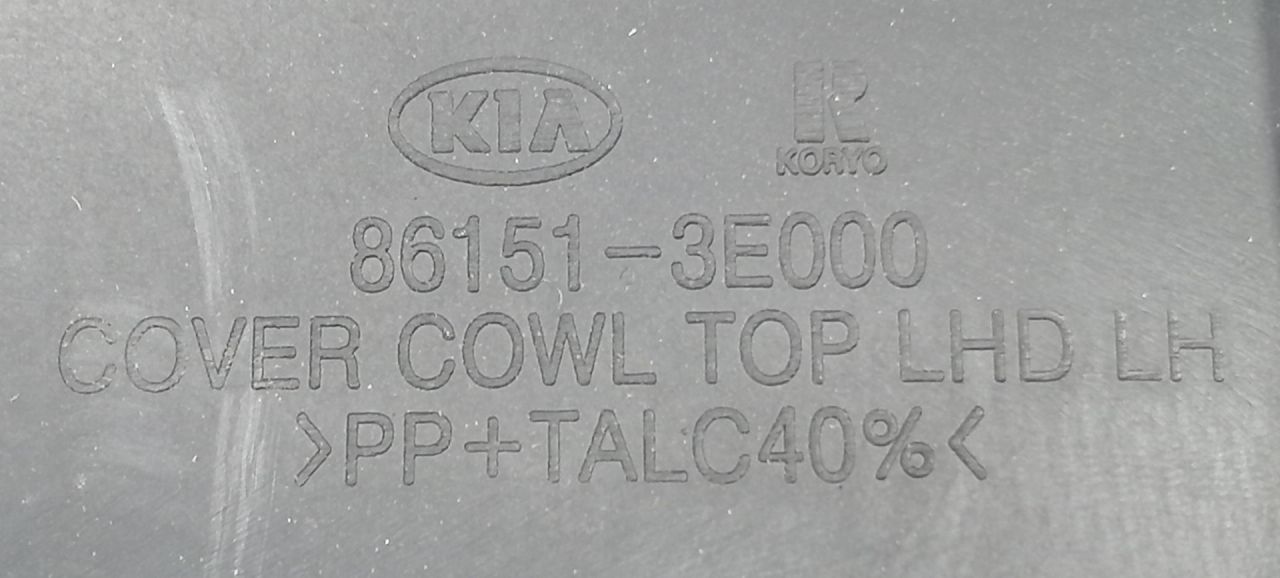 KIA
R
KORYO
86151-3E000
COVER COWL TOP LHD LH
>PP+TALC40%<